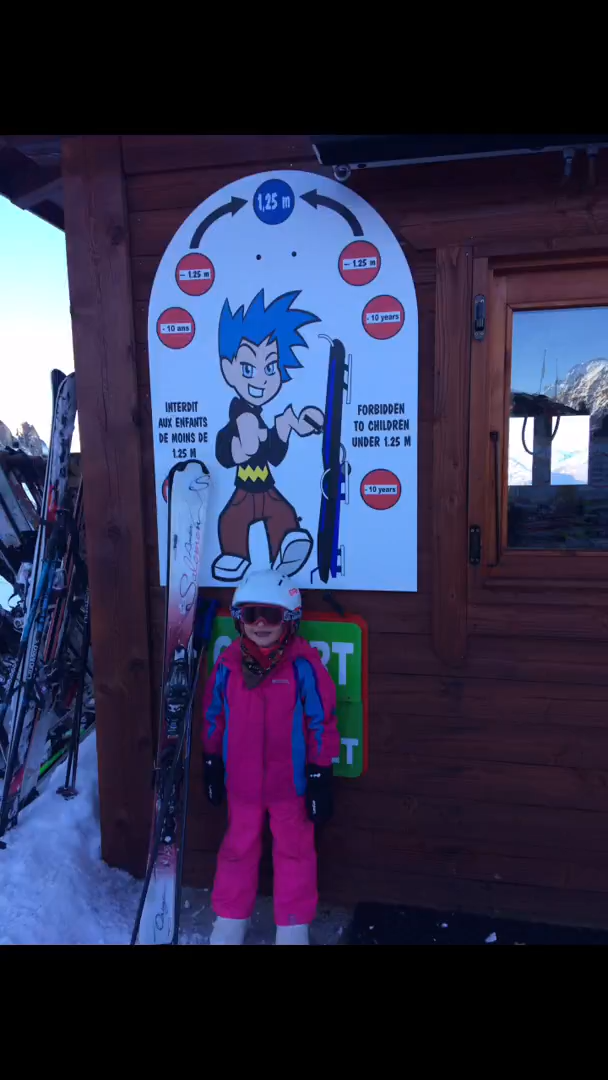 1,25 m
- 1.25 m
- 1.25 m
- 10 ans
- 10 years
INTERDIT
AUX ENFANTS
DE MOINS DE
1.25 M
FORBIDDEN
TO CHILDREN
UNDER 1.25 M
- 10 years
Salomon